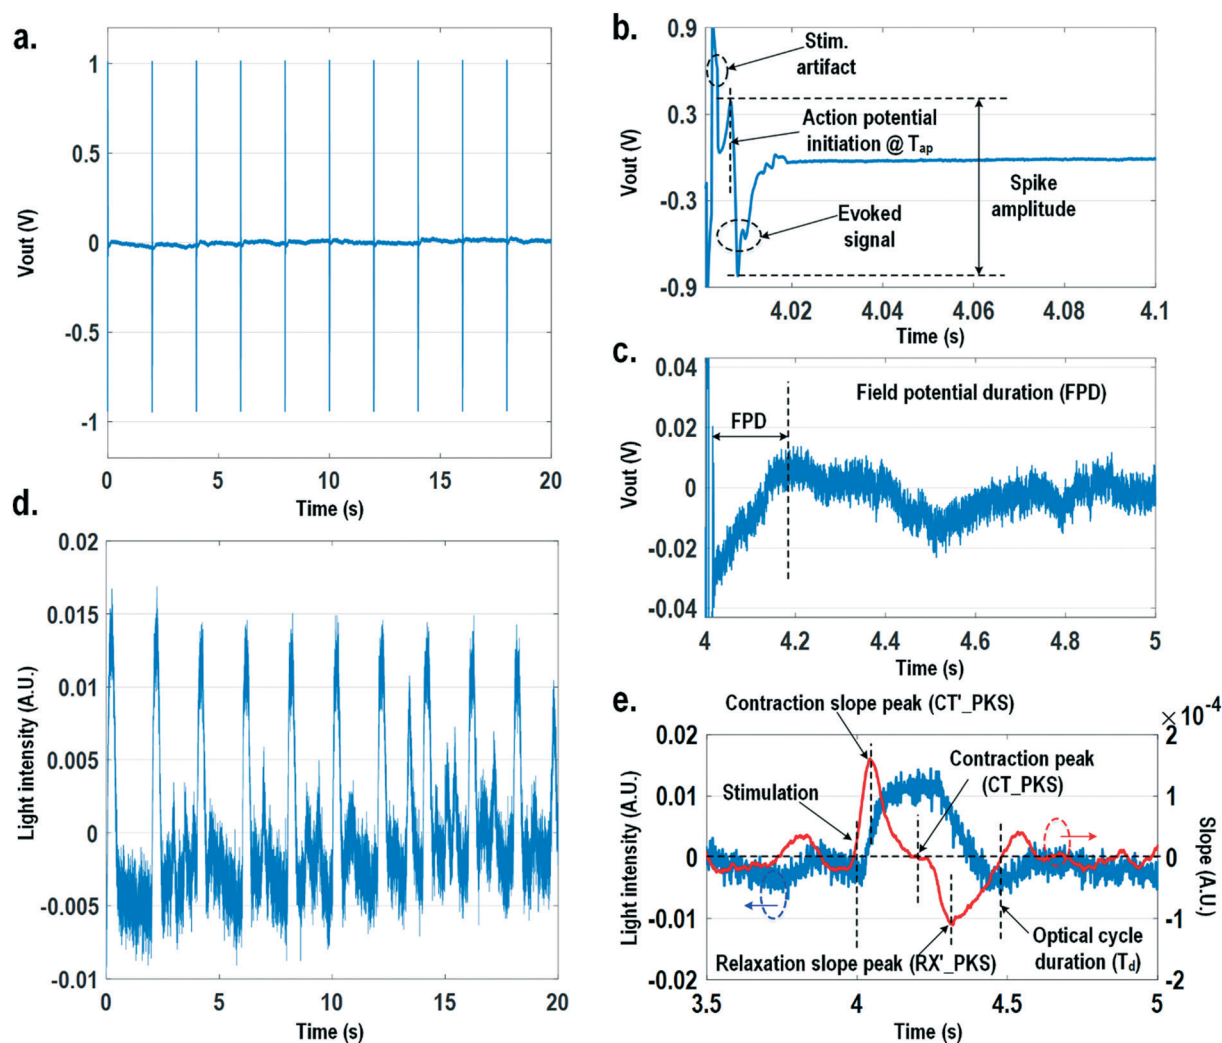 a.
1
0.5
0
-0.5
-1
Vout (V)
0
5
10
15
20
Time (s)
b.
0.9
0.3
-0.3
-0.9
Vout (V)
Stim.
artifact
Action potential
initiation @ Tap
Evoked
signal
Spike
amplitude
4.02
4.04
4.06
4.08
4.1
Time (s)
c.
0.04
0.02
0
-0.02
-0.04
Vout (V)
Field potential duration (FPD)
FPD
4
4.2
4.4
4.6
4.8
5
Time (s)
d.
0.02
0.015
0.01
0.005
0
-0.005
-0.01
Light intensity (A.U.)
0
5
10
15
20
Time (s)
e.
× 10-4
Contraction slope peak (CT'_PKS)
Contraction peak
(CT_PKS)
Stimulation
Relaxation slope peak (RX'_PKS)
Optical cycle
duration (Td)
0.02
0.01
0
-0.01
-0.02
Light intensity (A.U.)
2
1
0
-1
-2
Slope (A.U.)
3.5
4
4.5
5
Time (s)